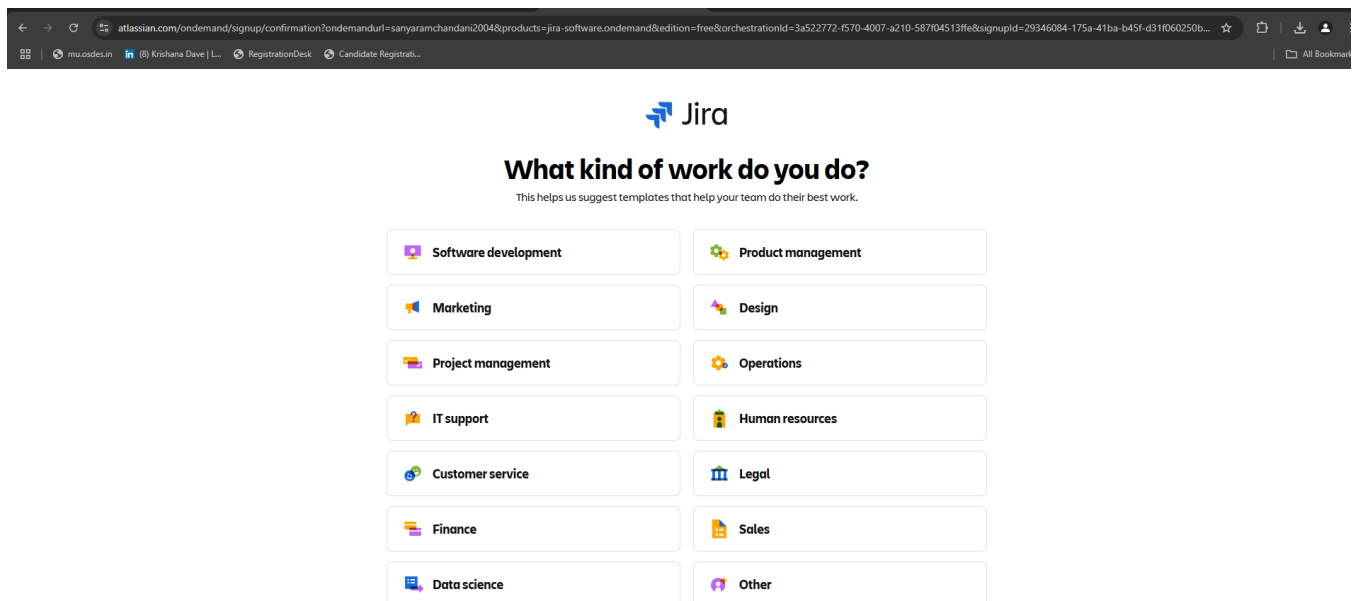 atlassian.com/ondemand/signup/confirmation?ondemandurl=sanyaramchandani2004&products=jira-software.ondemand&edition=free&orchestrationId=3a522772-f570-4007-a210-587f04513ffe&signupId=29346084-175a-41ba-b45f-d31f060250b...
mu.osdes.in (8) Krishana Dave | L... RegistrationDesk Candidate Registrati... All Bookmark
Jira
What kind of work do you do?
This helps us suggest templates that help your team do their best work.
Software development Product management
Marketing Design
Project management Operations
IT support Human resources
Customer service Legal
Finance Sales
Data science Other